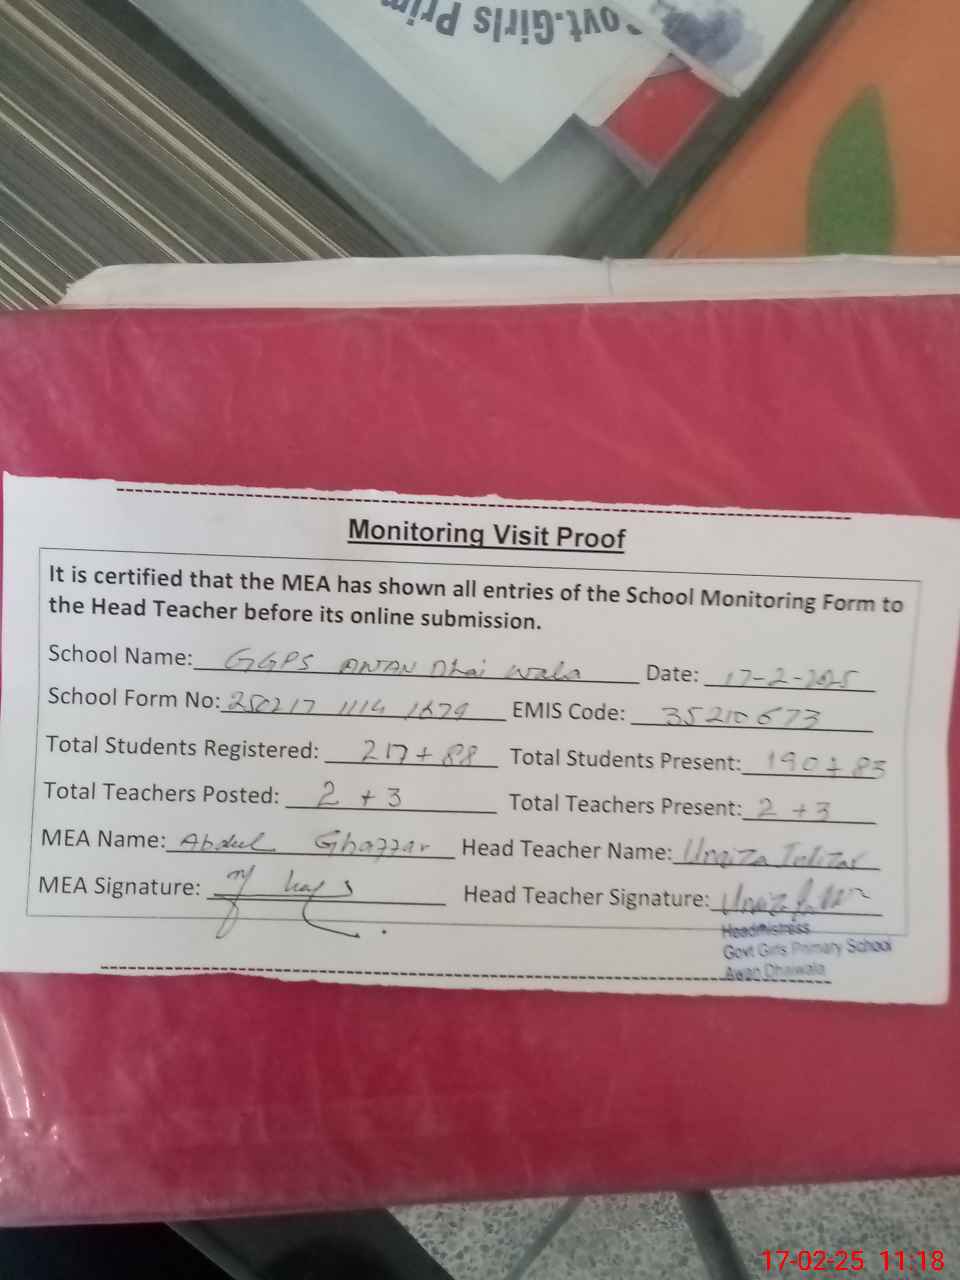 Govt.Girls Prim
Monitoring Visit Proof
It is certified that the MEA has shown all entries of the School Monitoring Form to
the Head Teacher before its online submission.
School Name: GGPS AWAN Dhai wala Date: 17-2-2025
School Form No: 250217 1114 1679 EMIS Code: 35210673
Total Students Registered: 217 + 88 Total Students Present: 190 + 85
Total Teachers Posted: 2 + 3 Total Teachers Present: 2 + 3
MEA Name: Abdul Ghaffar Head Teacher Name: Unaiza
MEA Signature: Head Teacher Signature: Unaiza
Headmistress
Govt Girls Primary School
Awan Dhaiwala
17-02-25 11:18